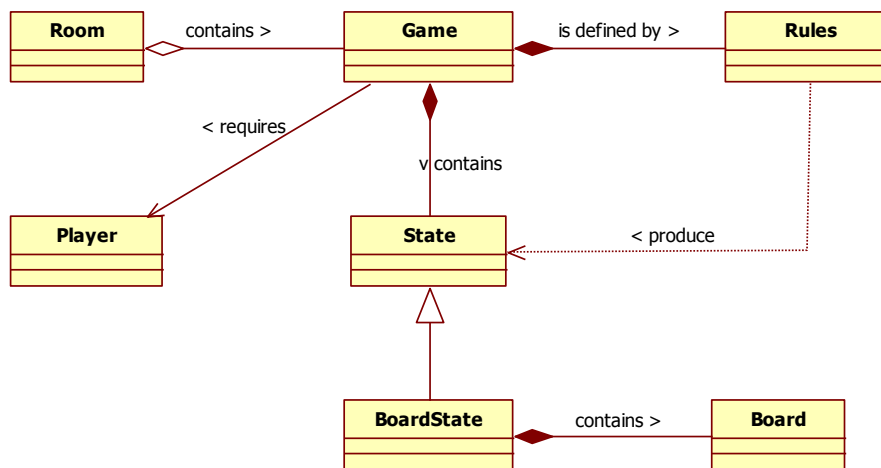 Room
contains >
Game
is defined by >
Rules
< requires
v contains
Player
State
< produce
BoardState
contains >
Board